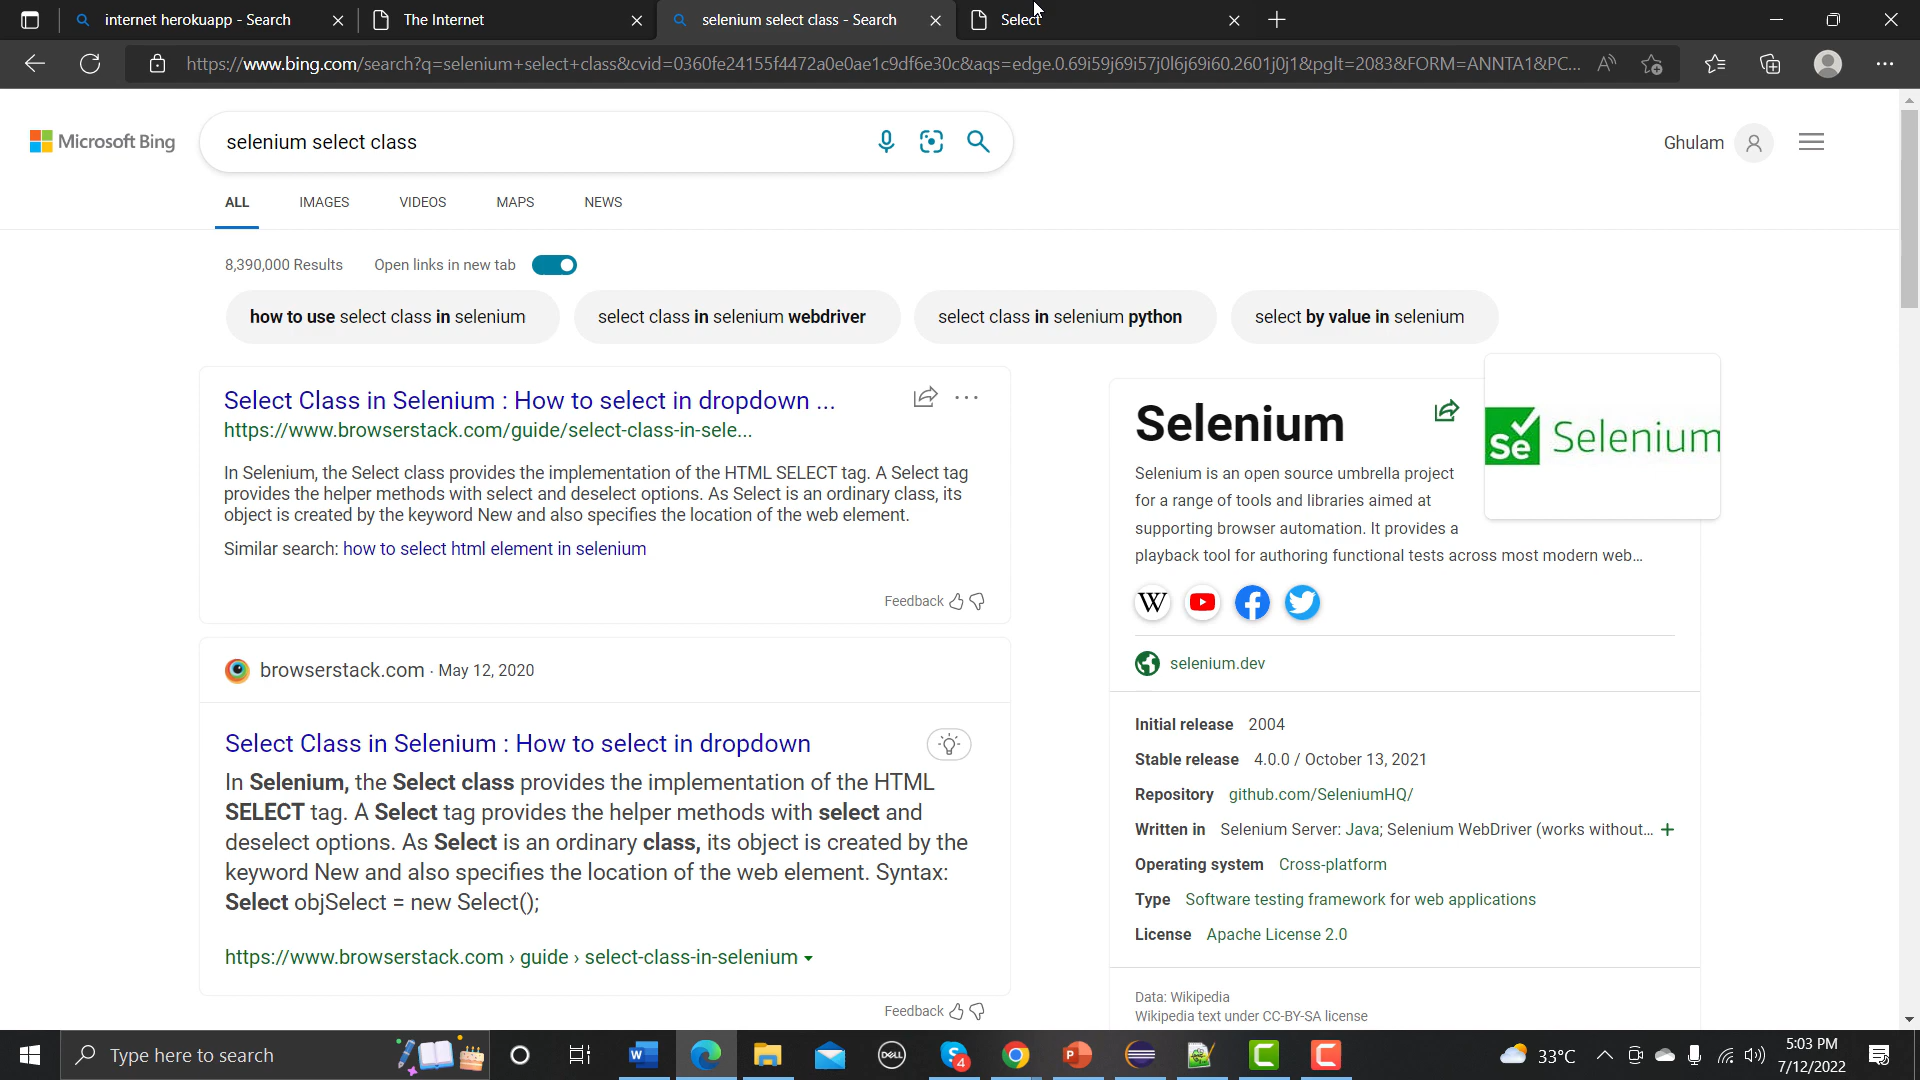 internet herokuapp - Search
The Internet
selenium select class - Search
Select
https://www.bing.com/search?q=selenium+select+class&cvid=0360fe24155f4472a0e0ae1c9df6e30c&aqs=edge.0.69i59j69i57j0l6j69i60.2601j0j1&pglt=2083&FORM=ANNTA1&PC...
Microsoft Bing
selenium select class
Ghulam
ALL
IMAGES
VIDEOS
MAPS
NEWS
8,390,000 Results
Open links in new tab
how to use select class in selenium
select class in selenium webdriver
select class in selenium python
select by value in selenium
Select Class in Selenium : How to select in dropdown ...
https://www.browserstack.com/guide/select-class-in-sele...
In Selenium, the Select class provides the implementation of the HTML SELECT tag. A Select tag
provides the helper methods with select and deselect options. As Select is an ordinary class, its
object is created by the keyword New and also specifies the location of the web element.
Similar search: how to select html element in selenium
Feedback
browserstack.com · May 12, 2020
Select Class in Selenium : How to select in dropdown
In Selenium, the Select class provides the implementation of the HTML
SELECT tag. A Select tag provides the helper methods with select and
deselect options. As Select is an ordinary class, its object is created by the
keyword New and also specifies the location of the web element. Syntax:
Select objSelect = new Select();
https://www.browserstack.com › guide › select-class-in-selenium
Feedback
Selenium
Se Selenium
Selenium is an open source umbrella project
for a range of tools and libraries aimed at
supporting browser automation. It provides a
playback tool for authoring functional tests across most modern web...
W
selenium.dev
Initial release 2004
Stable release 4.0.0 / October 13, 2021
Repository github.com/SeleniumHQ/
Written in Selenium Server: Java; Selenium WebDriver (works without... +
Operating system Cross-platform
Type Software testing framework for web applications
License Apache License 2.0
Data: Wikipedia
Wikipedia text under CC-BY-SA license
Type here to search
DELL
4
33°C
5:03 PM
7/12/2022